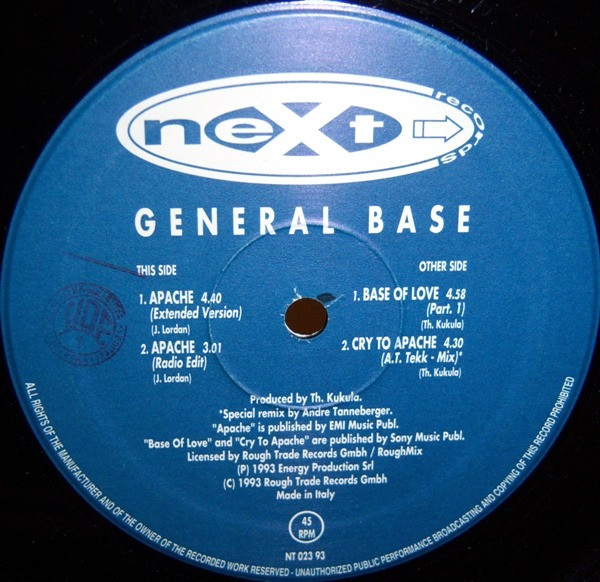 next records
GENERAL BASE
THIS SIDE
1. APACHE 4.40
(Extended Version)
(J. Lordan)
2. APACHE 3.01
(Radio Edit)
(J. Lordan)
OTHER SIDE
1. BASE OF LOVE 4.58
(Part. 1)
(Th. Kukula)
2. CRY TO APACHE 4.30
(A.T. Tekk - Mix)*
(Th. Kukula)
Produced by Th. Kukula.
*Special remix by Andre Tanneberger.
"Apache" is published by EMI Music Publ.
"Base Of Love" and "Cry To Apache" are published by Sony Music Publ.
Licensed by Rough Trade Records GmbH / RoughMix
(P) 1993 Energy Production Srl
(C) 1993 Rough Trade Records GmbH
Made in Italy
45
RPM
NT 023 93
ALL RIGHTS OF THE MANUFACTURER AND OF THE OWNER OF THE RECORDED WORK RESERVED - UNAUTHORIZED PUBLIC PERFORMANCE BROADCASTING AND COPYING OF THIS RECORD PROHIBITED